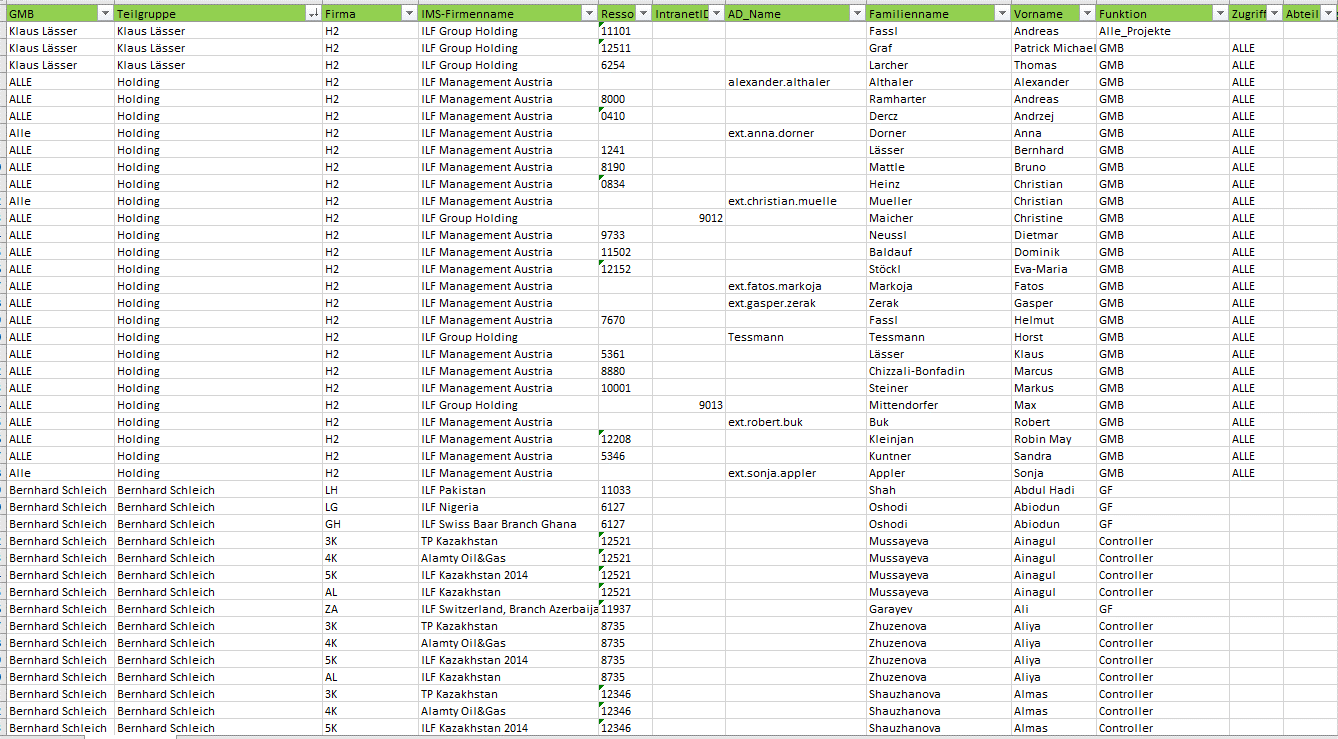 GMB Teilgruppe Firma IMS-Firmenname Resso IntranetID AD_Name Familienname Vorname Funktion Zugriff Abteil
Klaus Lässer Klaus Lässer H2 ILF Group Holding 11101 Fassl Andreas Alle_Projekte
Klaus Lässer Klaus Lässer H2 ILF Group Holding 12511 Graf Patrick Michael GMB ALLE
Klaus Lässer Klaus Lässer H2 ILF Group Holding 6254 Larcher Thomas GMB ALLE
ALLE Holding H2 ILF Management Austria alexander.althaler Althaler Alexander GMB ALLE
ALLE Holding H2 ILF Management Austria 8000 Ramharter Andreas GMB ALLE
ALLE Holding H2 ILF Management Austria 0410 Dercz Andrzej GMB ALLE
Alle Holding H2 ILF Management Austria ext.anna.dorner Dorner Anna GMB ALLE
ALLE Holding H2 ILF Management Austria 1241 Lässer Bernhard GMB ALLE
ALLE Holding H2 ILF Management Austria 8190 Mattle Bruno GMB ALLE
ALLE Holding H2 ILF Management Austria 0834 Heinz Christian GMB ALLE
Alle Holding H2 ILF Management Austria ext.christian.muelle Mueller Christian GMB ALLE
ALLE Holding H2 ILF Group Holding 9012 Maicher Christine GMB ALLE
ALLE Holding H2 ILF Management Austria 9733 Neussl Dietmar GMB ALLE
ALLE Holding H2 ILF Management Austria 11502 Baldauf Dominik GMB ALLE
ALLE Holding H2 ILF Management Austria 12152 Stöckl Eva-Maria GMB ALLE
ALLE Holding H2 ILF Management Austria ext.fatos.markoja Markoja Fatos GMB ALLE
ALLE Holding H2 ILF Management Austria ext.gasper.zerak Zerak Gasper GMB ALLE
ALLE Holding H2 ILF Management Austria 7670 Fassl Helmut GMB ALLE
ALLE Holding H2 ILF Group Holding Tessmann Tessmann Horst GMB ALLE
ALLE Holding H2 ILF Management Austria 5361 Lässer Klaus GMB ALLE
ALLE Holding H2 ILF Management Austria 8880 Chizzali-Bonfadin Marcus GMB ALLE
ALLE Holding H2 ILF Management Austria 10001 Steiner Markus GMB ALLE
ALLE Holding H2 ILF Group Holding 9013 Mittendorfer Max GMB ALLE
ALLE Holding H2 ILF Management Austria ext.robert.buk Buk Robert GMB ALLE
ALLE Holding H2 ILF Management Austria 12208 Kleinjan Robin May GMB ALLE
ALLE Holding H2 ILF Management Austria 5346 Kuntner Sandra GMB ALLE
Alle Holding H2 ILF Management Austria ext.sonja.appler Appler Sonja GMB ALLE
Bernhard Schleich Bernhard Schleich LH ILF Pakistan 11033 Shah Abdul Hadi GF
Bernhard Schleich Bernhard Schleich LG ILF Nigeria 6127 Oshodi Abiodun GF
Bernhard Schleich Bernhard Schleich GH ILF Swiss Baar Branch Ghana 6127 Oshodi Abiodun GF
Bernhard Schleich Bernhard Schleich 3K TP Kazakhstan 12521 Mussayeva Ainagul Controller
Bernhard Schleich Bernhard Schleich 4K Alamty Oil&Gas 12521 Mussayeva Ainagul Controller
Bernhard Schleich Bernhard Schleich 5K ILF Kazakhstan 2014 12521 Mussayeva Ainagul Controller
Bernhard Schleich Bernhard Schleich AL ILF Kazakhstan 12521 Mussayeva Ainagul Controller
Bernhard Schleich Bernhard Schleich ZA ILF Switzerland, Branch Azerbaija 11937 Garayev Ali GF
Bernhard Schleich Bernhard Schleich 3K TP Kazakhstan 8735 Zhuzenova Aliya Controller
Bernhard Schleich Bernhard Schleich 4K Alamty Oil&Gas 8735 Zhuzenova Aliya Controller
Bernhard Schleich Bernhard Schleich 5K ILF Kazakhstan 2014 8735 Zhuzenova Aliya Controller
Bernhard Schleich Bernhard Schleich AL ILF Kazakhstan 8735 Zhuzenova Aliya Controller
Bernhard Schleich Bernhard Schleich 3K TP Kazakhstan 12346 Shauzhanova Almas Controller
Bernhard Schleich Bernhard Schleich 4K Alamty Oil&Gas 12346 Shauzhanova Almas Controller
Bernhard Schleich Bernhard Schleich 5K ILF Kazakhstan 2014 12346 Shauzhanova Almas Controller